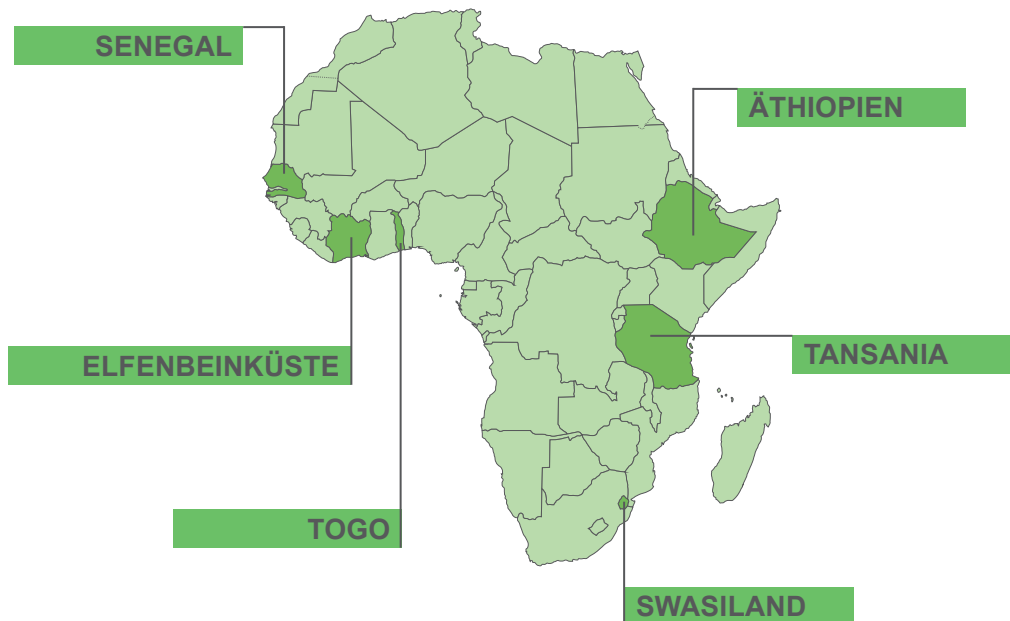 SENEGAL
ÄTHIOPIEN
ELFENBEINKÜSTE
TANSANIA
TOGO
SWASILAND